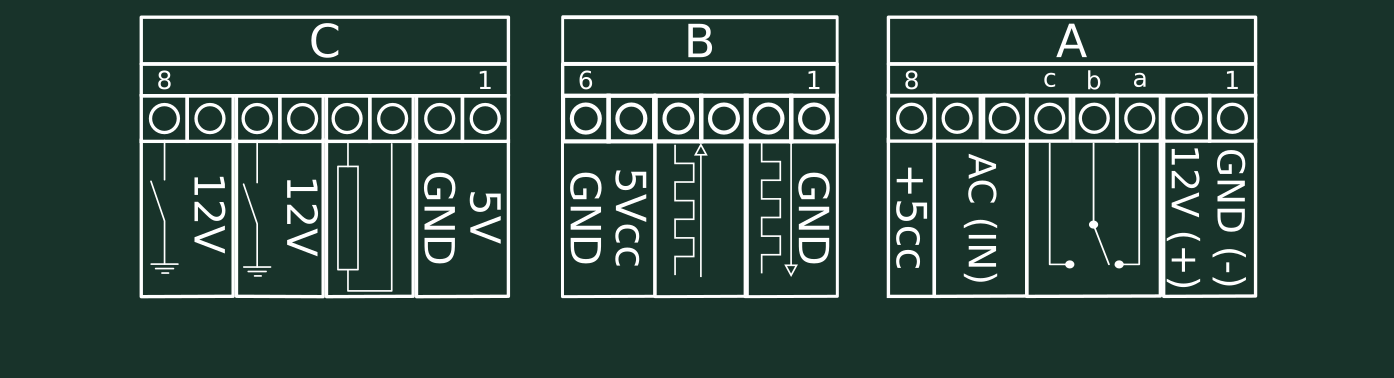 C
8 1
12V
12V
GND
5V
B
6 1
GND
5Vcc
GND
A
8 c b a 1
+5cc
AC (IN)
12V (+)
GND (-)